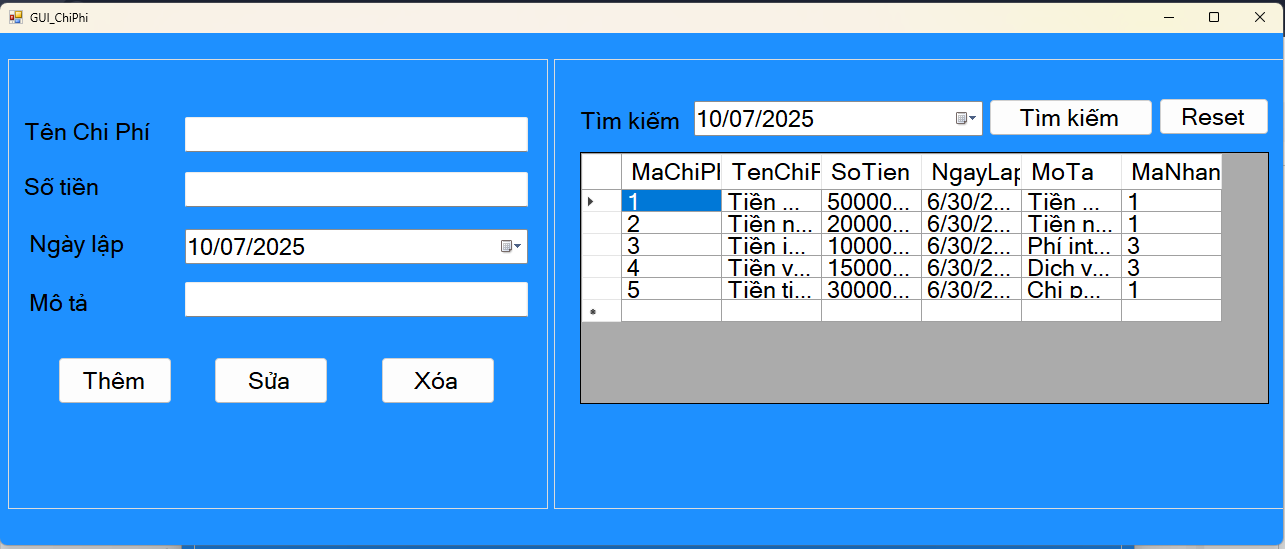 GUI_ChiPhi
Tên Chi Phí
Số tiền
Ngày lập 10/07/2025
Mô tả
Thêm Sửa Xóa
Tìm kiếm 10/07/2025 Tìm kiếm Reset
MaChiPh TenChiP SoTien NgayLap MoTa MaNhan
1 Tiền ... 50000... 6/30/2... Tiền ... 1
2 Tiền n... 20000... 6/30/2... Tiền n... 1
3 Tiền i... 10000... 6/30/2... Phí int... 3
4 Tiền v... 15000... 6/30/2... Dich v... 3
5 Tiền ti... 30000... 6/30/2... Chi p... 1